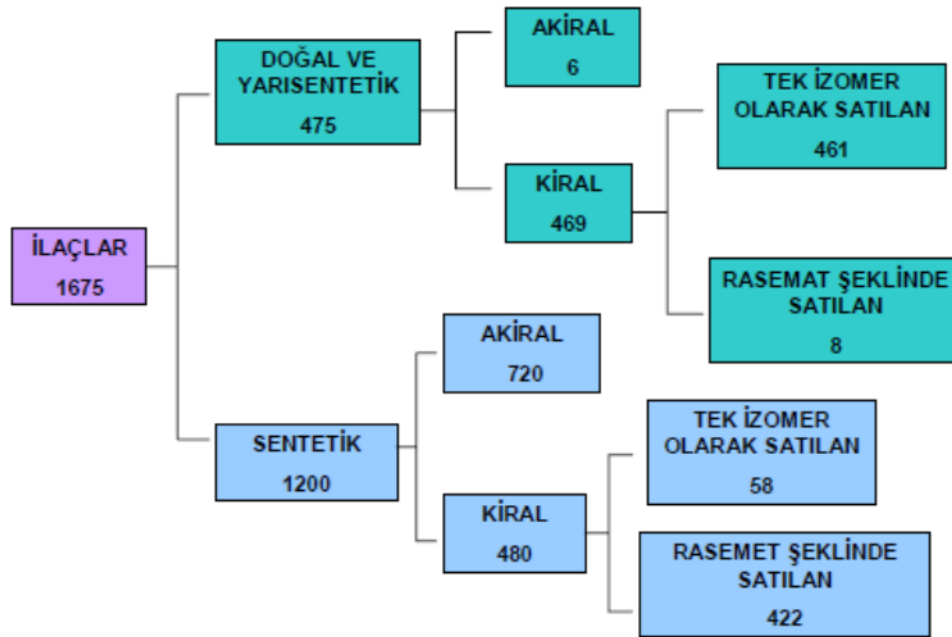 AKİRAL
6
DOĞAL VE
YARISENTETİK
475
TEK İZOMER
OLARAK SATILAN
461
KİRAL
469
İLAÇLAR
1675
RASEMAT ŞEKLİNDE
SATILAN
8
AKİRAL
720
TEK İZOMER
OLARAK SATILAN
58
SENTETİK
1200
KİRAL
480
RASEMET ŞEKLİNDE
SATILAN
422